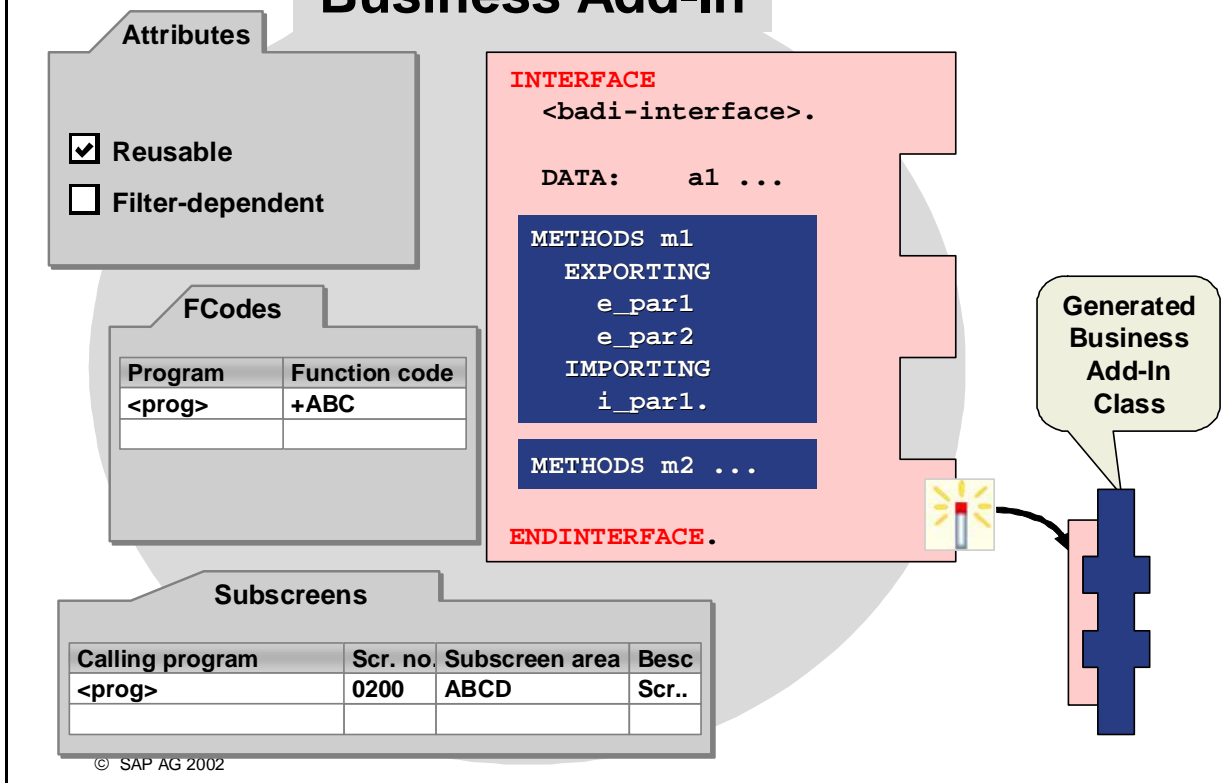 Business Add-In
Attributes
Reusable
Filter-dependent
INTERFACE
<badi-interface>.
DATA: a1 ...
METHODS m1
EXPORTING
e_par1
e_par2
IMPORTING
i_par1.
METHODS m2 ...
ENDINTERFACE.
FCodes
Program Function code
<prog> +ABC
Generated
Business
Add-In
Class
Subscreens
Calling program Scr. no. Subscreen area Besc
<prog> 0200 ABCD Scr..
© SAP AG 2002